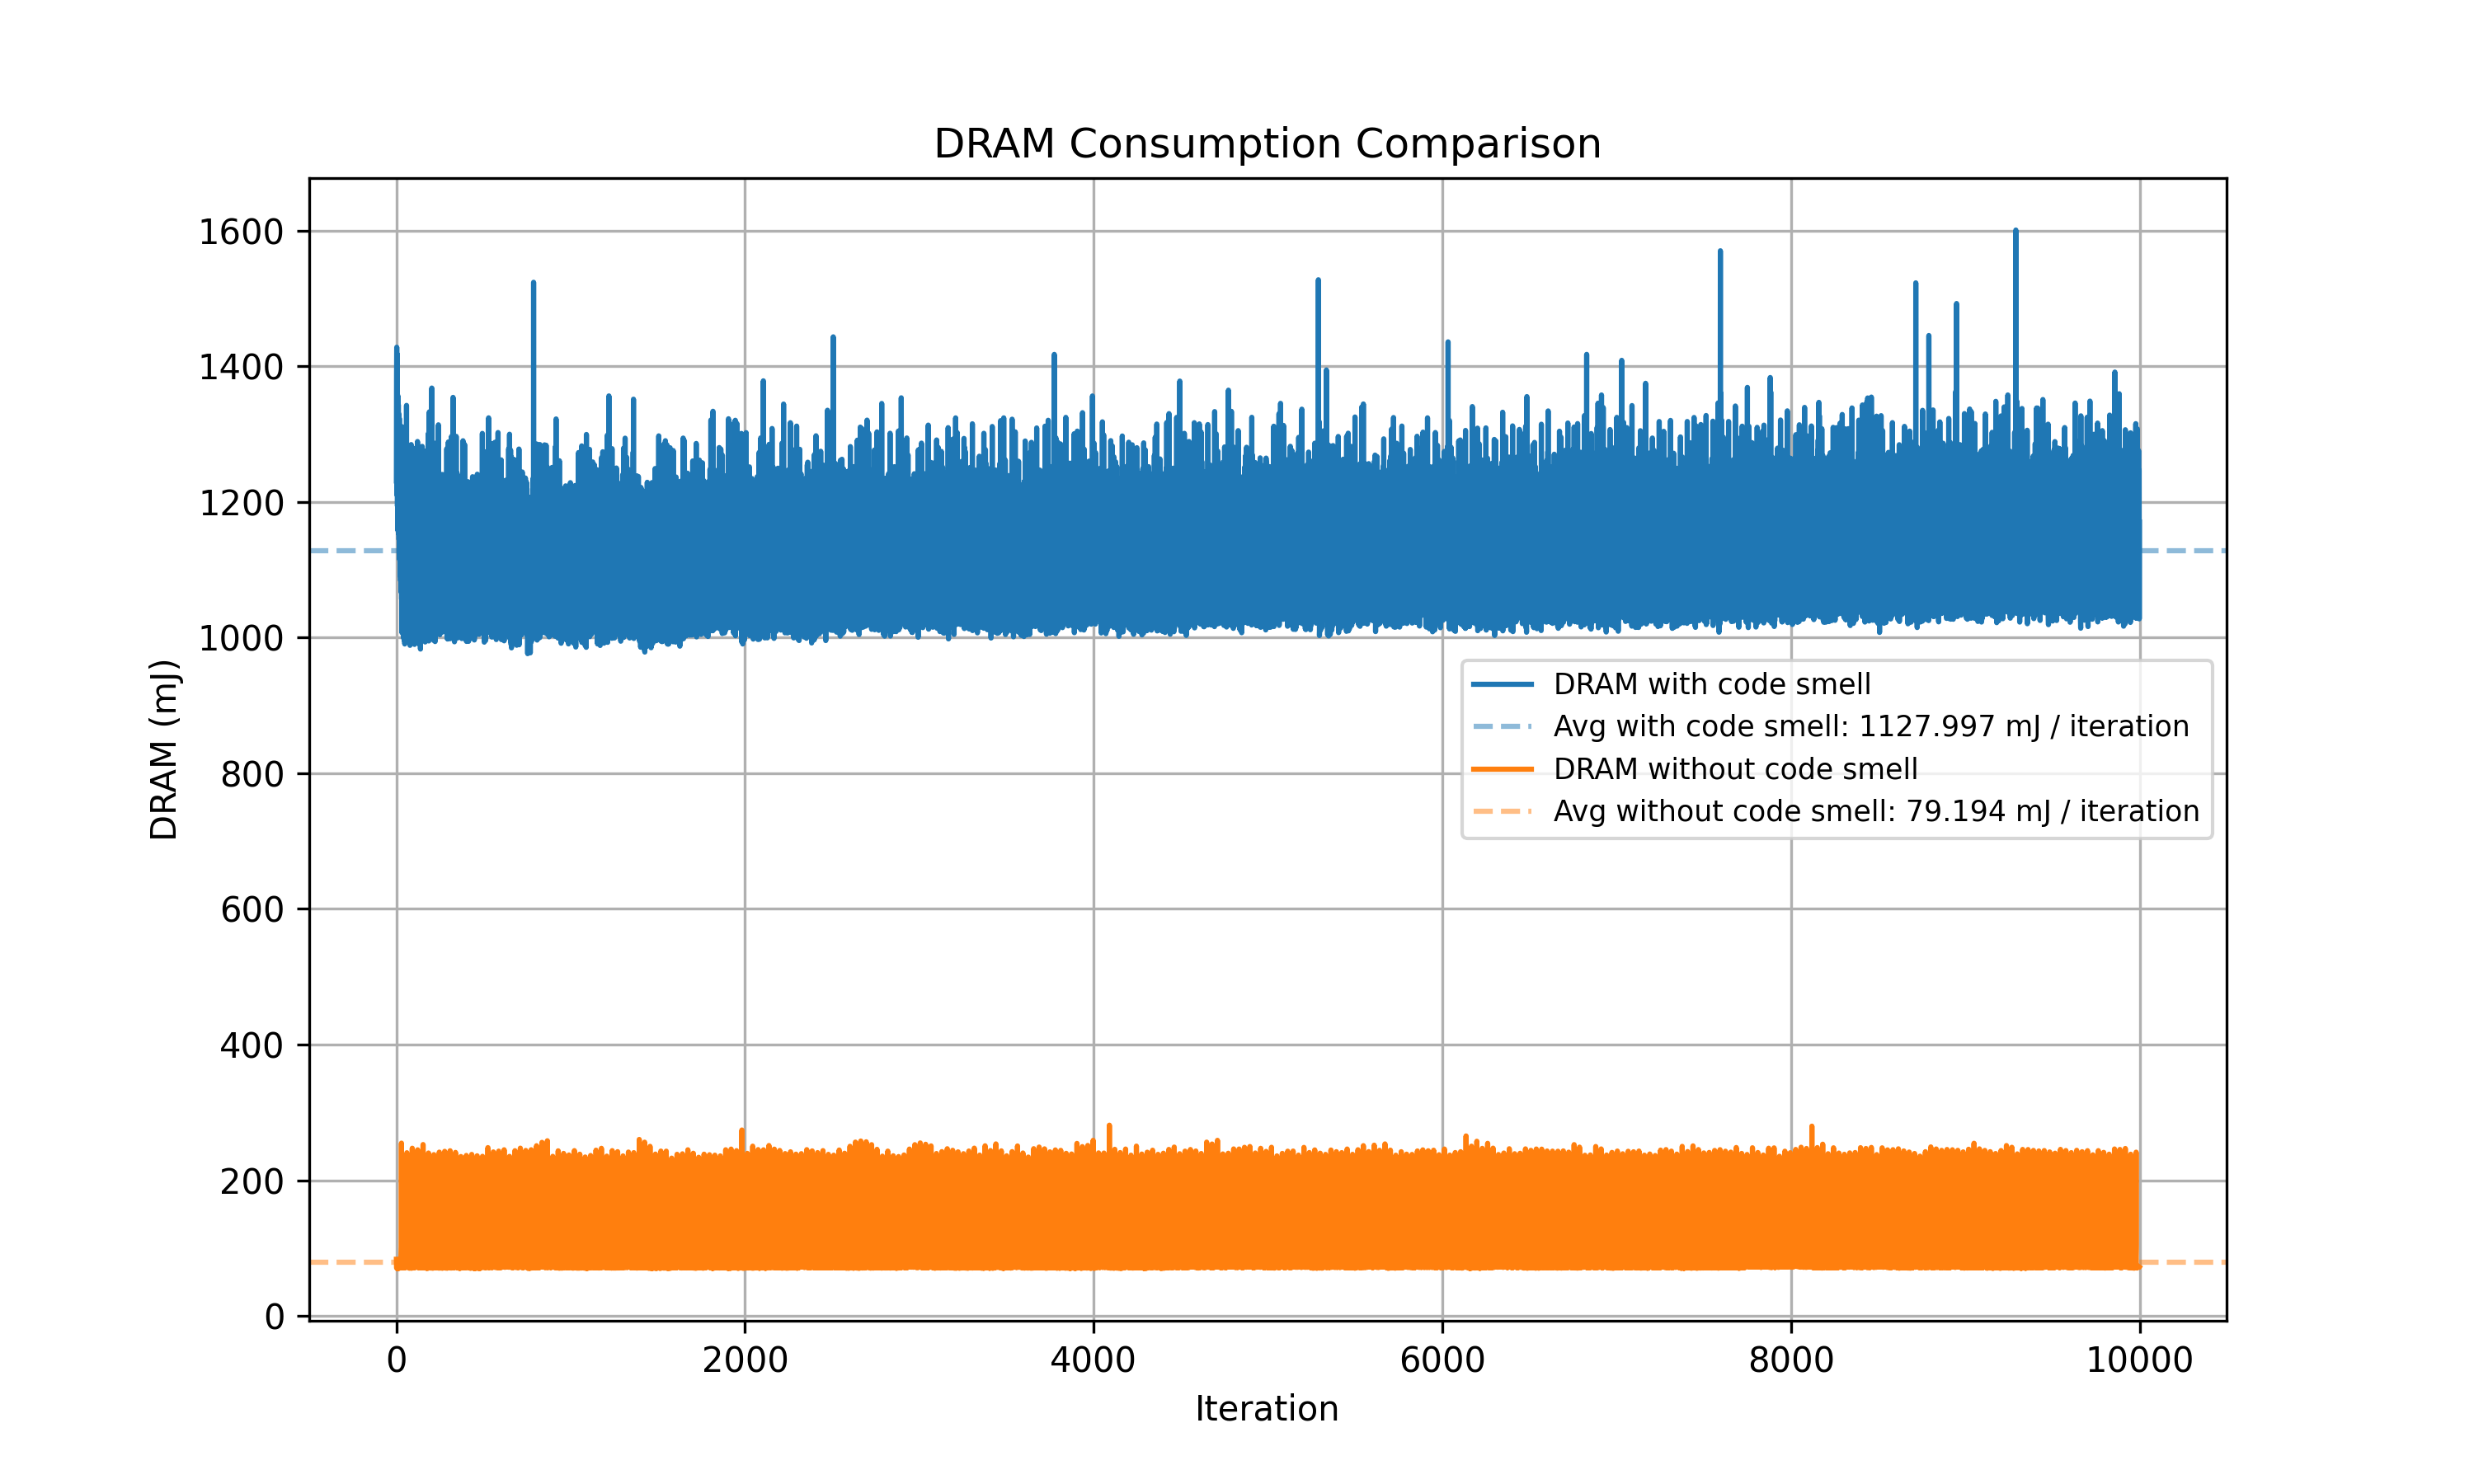 DRAM Consumption Comparison
1600
1400
1200
1000
800
600
400
200
0
DRAM (mJ)
DRAM with code smell
Avg with code smell: 1127.997 mJ / iteration
DRAM without code smell
Avg without code smell: 79.194 mJ / iteration
0 2000 4000 6000 8000 10000
Iteration